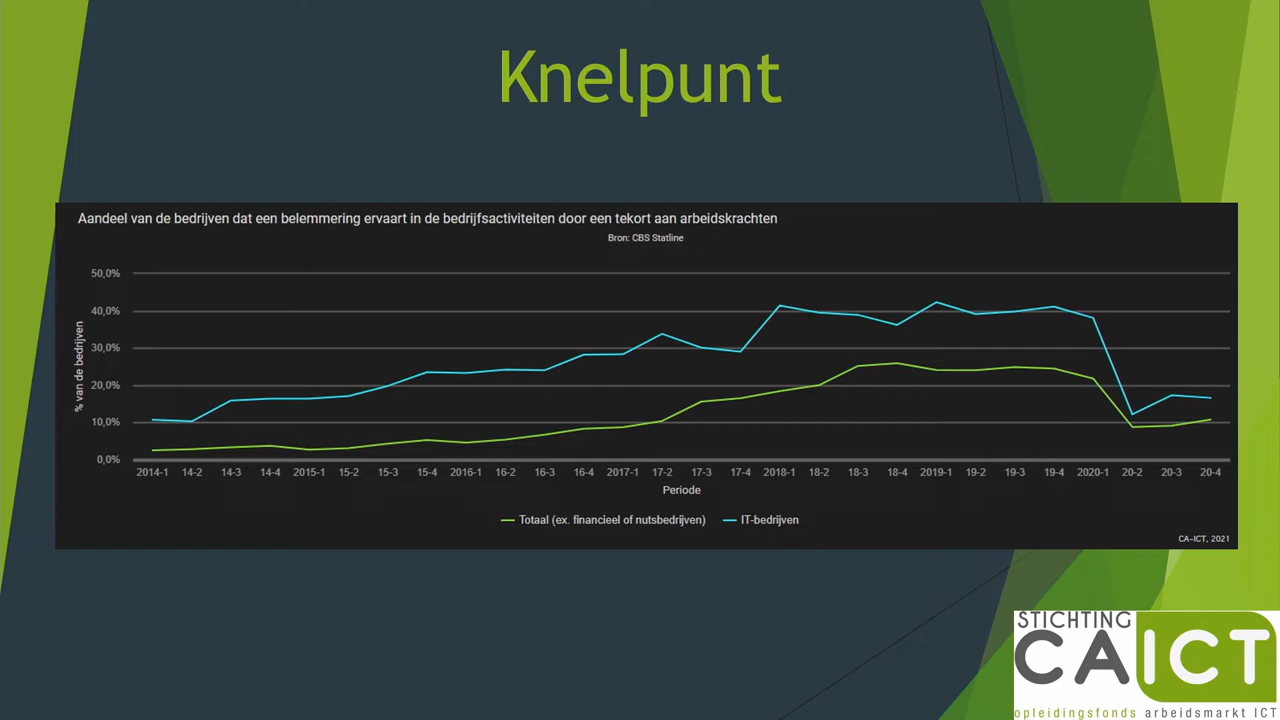 Knelpunt
Aandeel van de bedrijven dat een belemmering ervaart in de bedrijfsactiviteiten door een tekort aan arbeidskrachten
Bron: CBS Statline
% van de bedrijven
50,0%
40,0%
30,0%
20,0%
10,0%
0,0%
2014-1 14-2 14-3 14-4 2015-1 15-2 15-3 15-4 2016-1 16-2 16-3 16-4 2017-1 17-2 17-3 17-4 2018-1 18-2 18-3 18-4 2019-1 19-2 19-3 19-4 2020-1 20-2 20-3 20-4
Periode
Totaal (ex. financieel of nutsbedrijven) IT-bedrijven
CA-ICT, 2021
STICHTING
CA ICT
opleidingsfonds arbeidsmarkt ICT